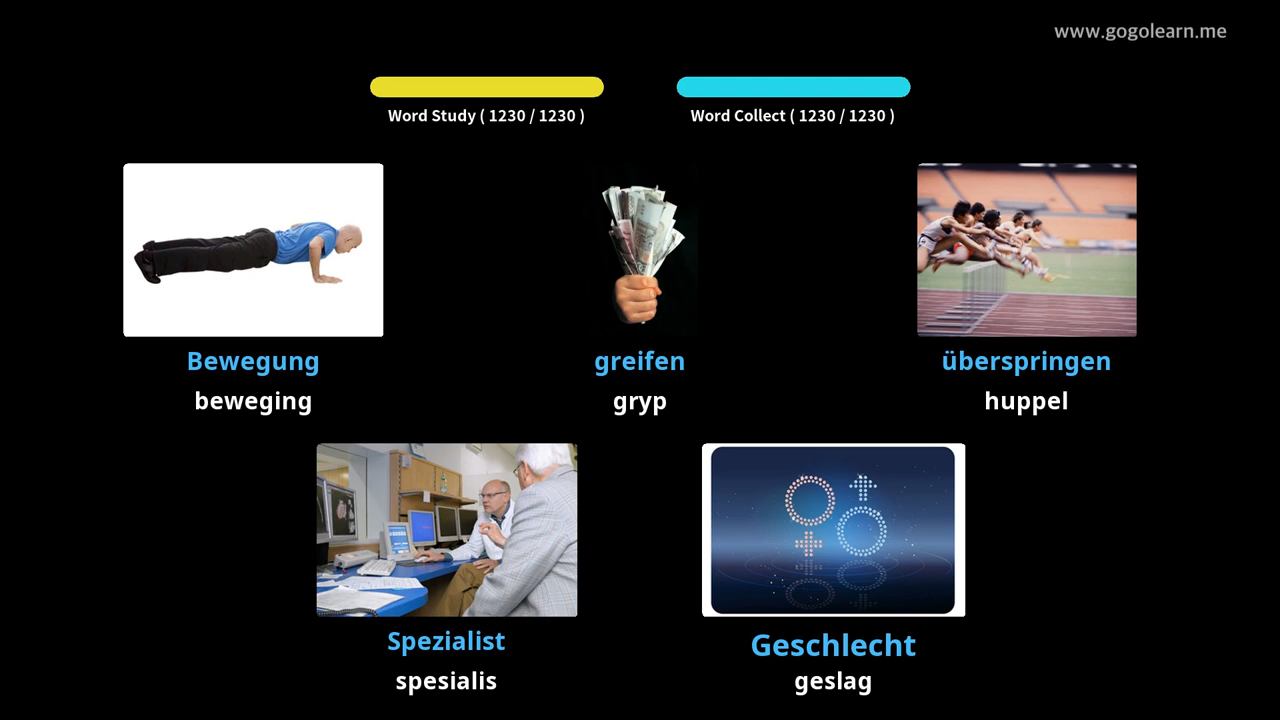 www.gogolearn.me
Word Study ( 1230 / 1230 )
Word Collect ( 1230 / 1230 )
Bewegung
beweging
greifen
gryp
überspringen
huppel
Spezialist
spesialis
Geschlecht
geslag